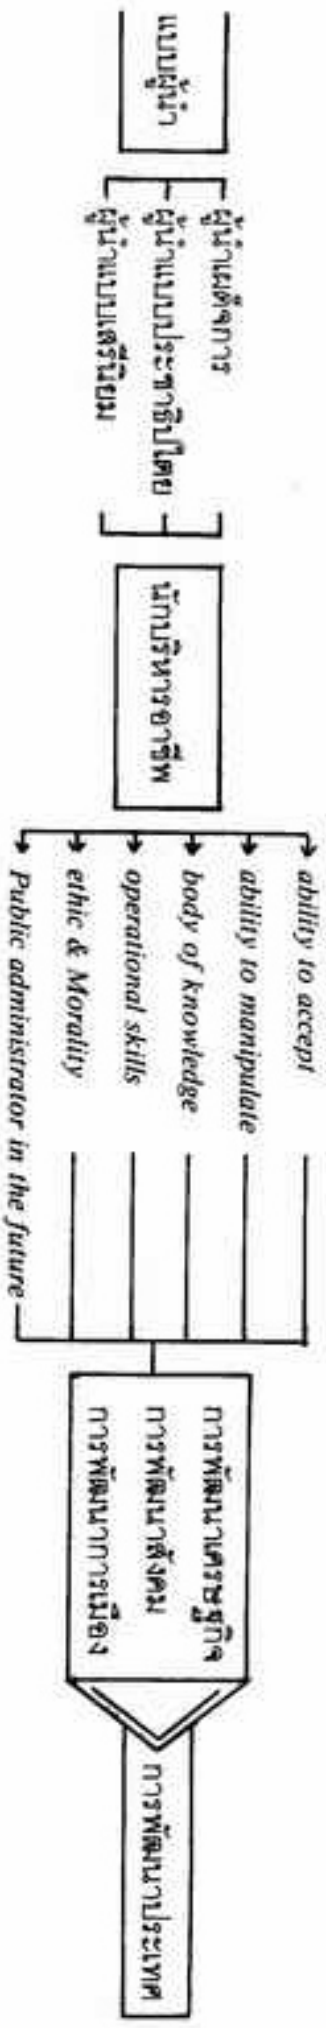 แบบผู้นำ
ผู้นำเผด็จการ
ผู้นำแบบประชาธิปไตย
ผู้นำแบบเสรีนิยม
นักบริหารอาชีพ
ability to accept
ability to manipulate
body of knowledge
operational skills
ethic & Morality
Public administrator in the future
การพัฒนาเศรษฐกิจ
การพัฒนาสังคม
การพัฒนาการเมือง
การพัฒนาประเทศ